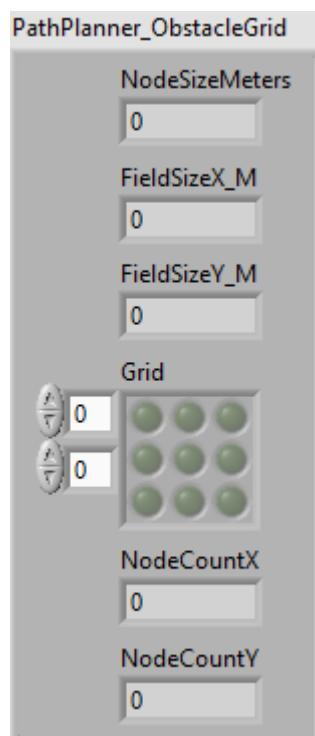 PathPlanner_ObstacleGrid
NodeSizeMeters
0
FieldSizeX_M
0
FieldSizeY_M
0
Grid
0
0
NodeCountX
0
NodeCountY
0